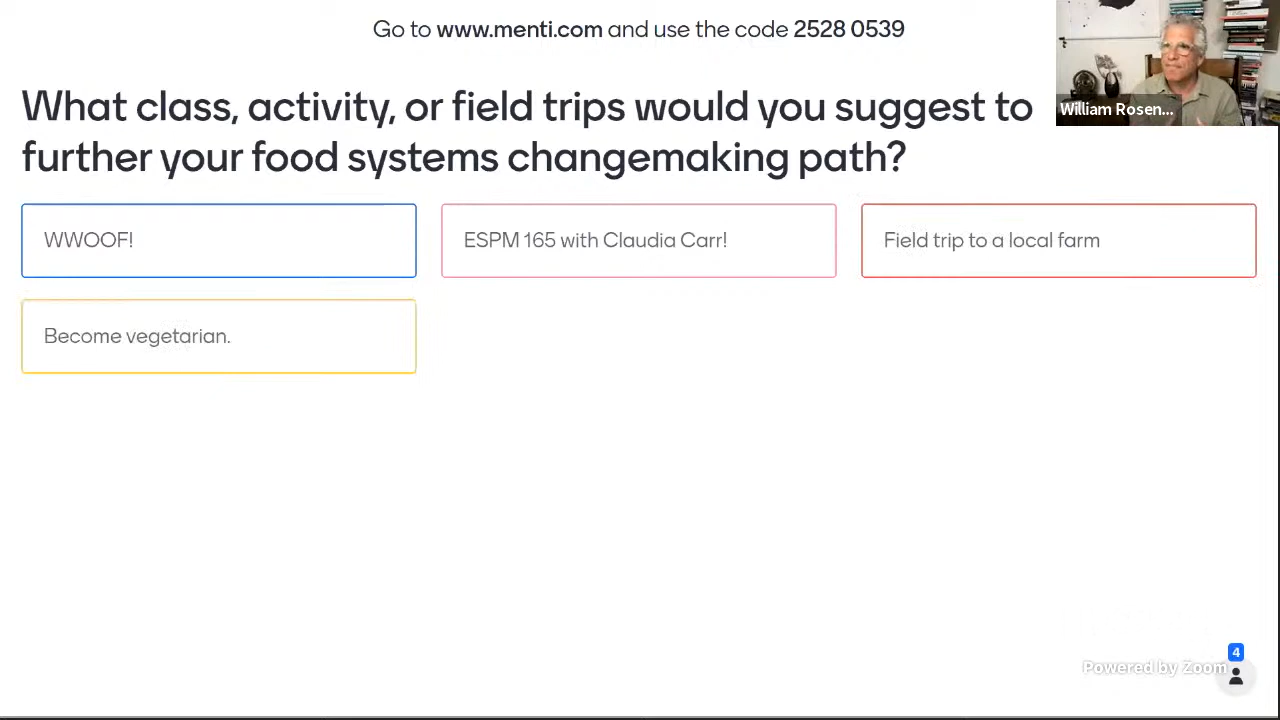 Go to www.menti.com and use the code 2528 0539
What class, activity, or field trips would you suggest to
further your food systems changemaking path?
William Rosen...
WWOOF!
ESPM 165 with Claudia Carr!
Field trip to a local farm
Become vegetarian.
4
Powered by Zoom